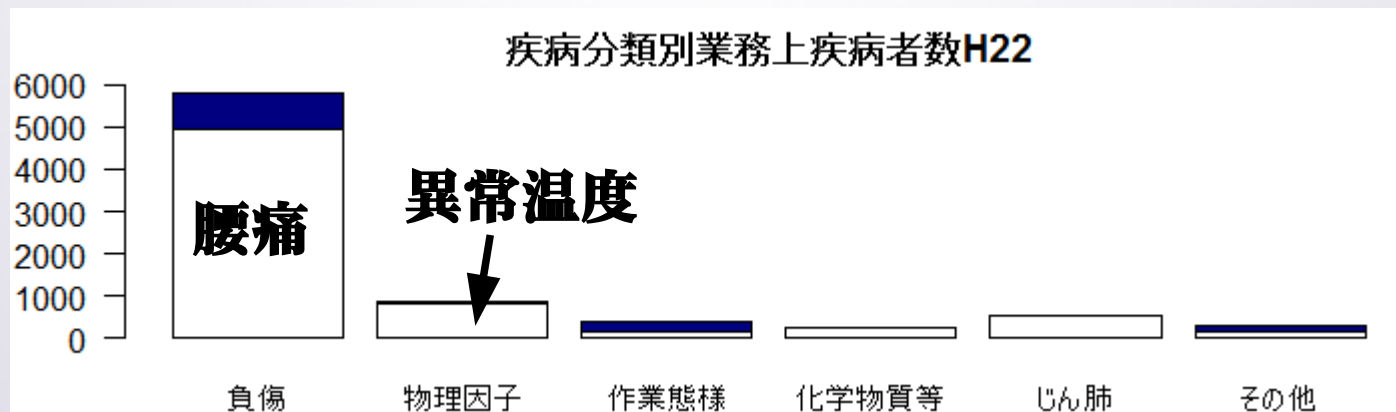 疾病分類別業務上疾病者数H22
6000
5000
4000
3000
2000
1000
0
腰痛
異常温度
負傷
物理因子
作業態様
化学物質等
じん肺
その他